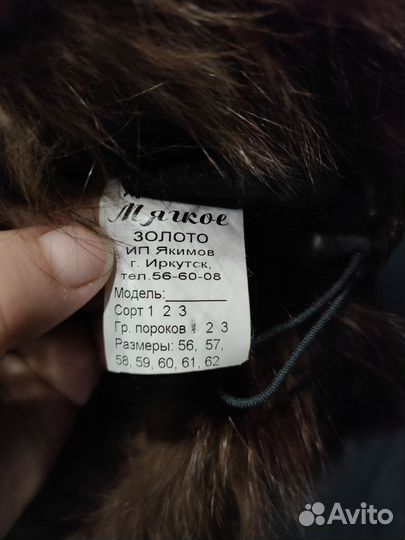 Мягкое
ЗОЛОТО
ИП Якимов
г. Иркутск,
тел.56-60-08
Модель:______
Сорт 1 2 3
Гр. пороков 1 2 3
Размеры: 56, 57,
58, 59, 60, 61, 62
Avito